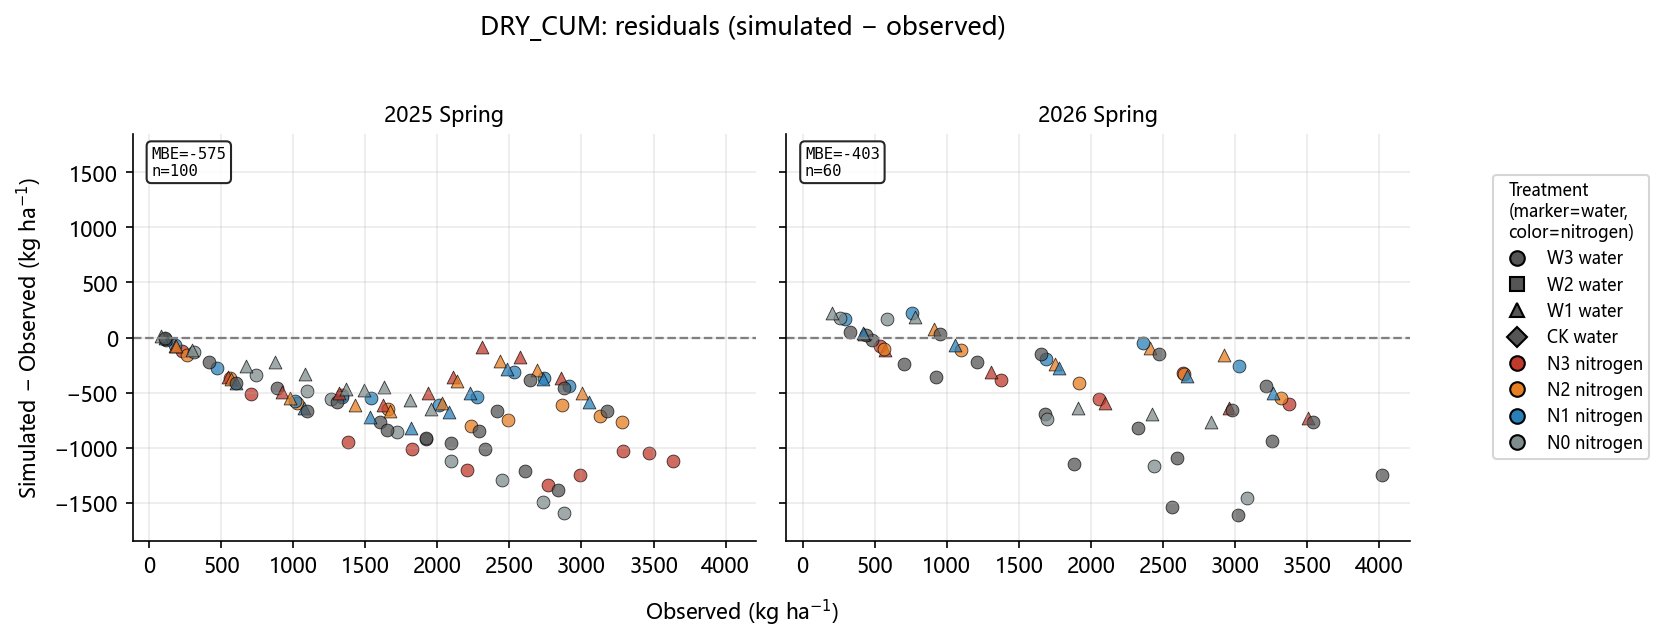 DRY_CUM: residuals (simulated − observed)
2025 Spring
2026 Spring
MBE=-575
n=100
MBE=-403
n=60
Simulated − Observed (kg ha⁻¹)
1500
1000
500
0
−500
−1000
−1500
0 500 1000 1500 2000 2500 3000 3500 4000
0 500 1000 1500 2000 2500 3000 3500 4000
Observed (kg ha⁻¹)
Treatment
(marker=water,
color=nitrogen)
W3 water
W2 water
W1 water
CK water
N3 nitrogen
N2 nitrogen
N1 nitrogen
N0 nitrogen